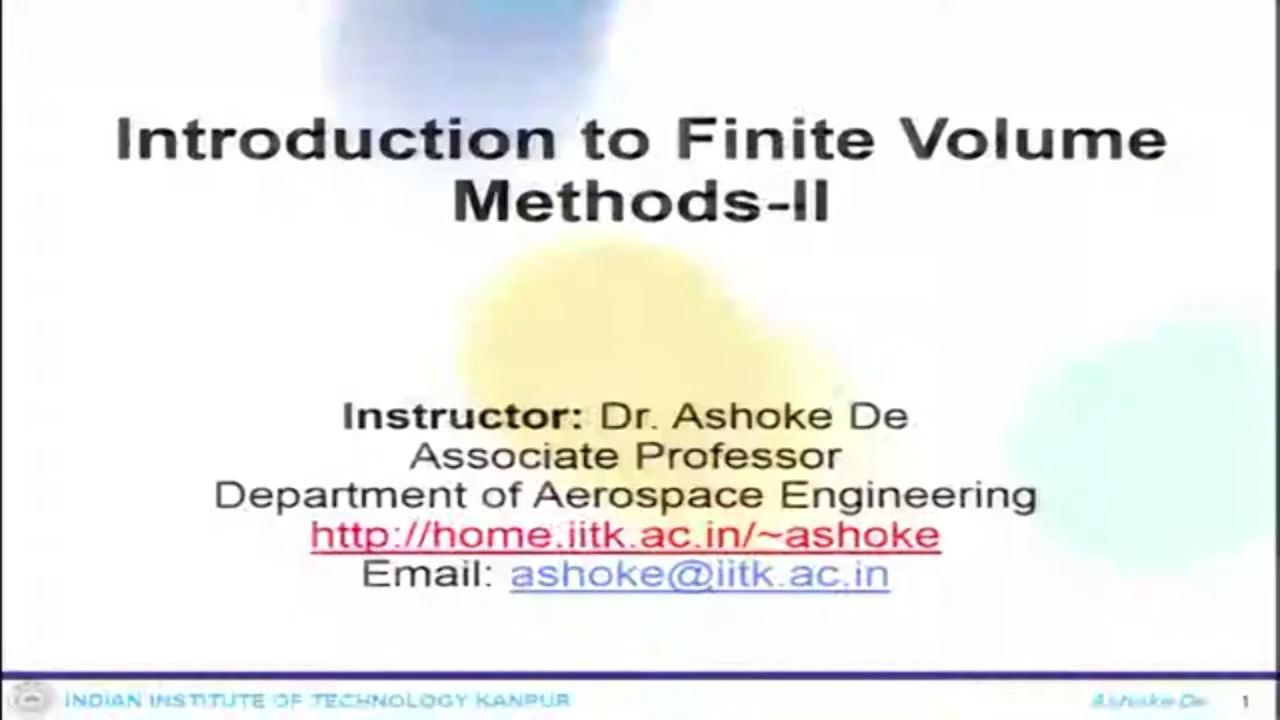 Introduction to Finite Volume
Methods-II
Instructor: Dr. Ashoke De
Associate Professor
Department of Aerospace Engineering
http://home.iitk.ac.in/~ashoke
Email: ashoke@iitk.ac.in
INDIAN INSTITUTE OF TECHNOLOGY KANPUR
Ashoke De 1